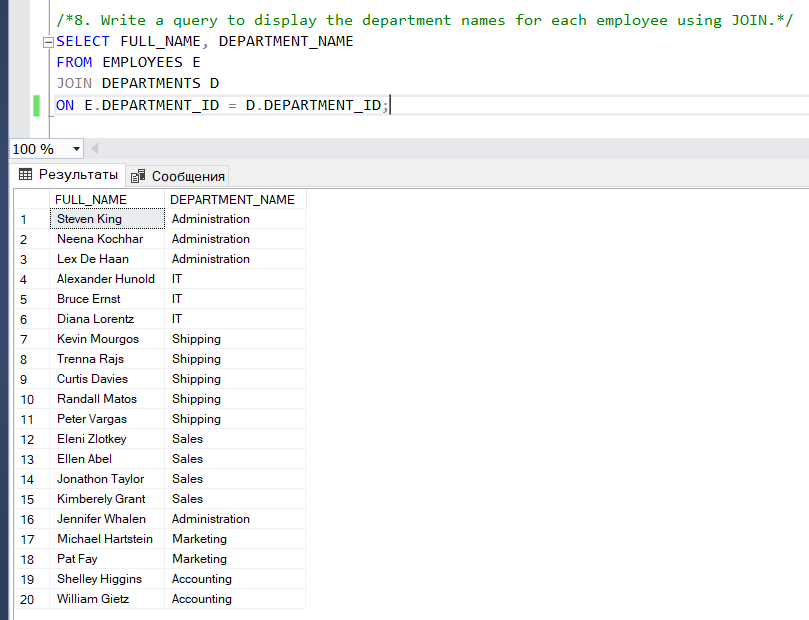 /*8. Write a query to display the department names for each employee using JOIN.*/
SELECT FULL_NAME, DEPARTMENT_NAME
FROM EMPLOYEES E
JOIN DEPARTMENTS D
ON E.DEPARTMENT_ID = D.DEPARTMENT_ID;
100 %
Результаты Сообщения
FULL_NAME DEPARTMENT_NAME
1 Steven King Administration
2 Neena Kochhar Administration
3 Lex De Haan Administration
4 Alexander Hunold IT
5 Bruce Ernst IT
6 Diana Lorentz IT
7 Kevin Mourgos Shipping
8 Trenna Rajs Shipping
9 Curtis Davies Shipping
10 Randall Matos Shipping
11 Peter Vargas Shipping
12 Eleni Zlotkey Sales
13 Ellen Abel Sales
14 Jonathon Taylor Sales
15 Kimberely Grant Sales
16 Jennifer Whalen Administration
17 Michael Hartstein Marketing
18 Pat Fay Marketing
19 Shelley Higgins Accounting
20 William Gietz Accounting